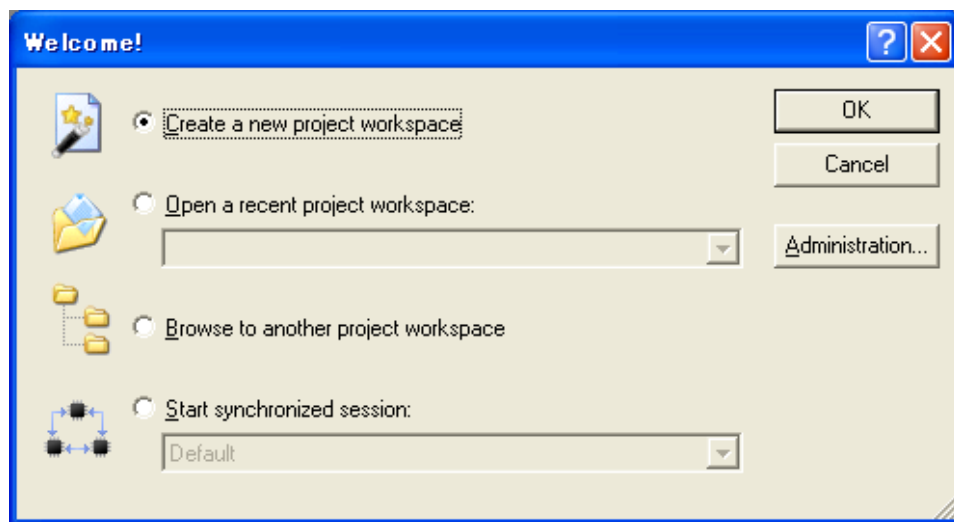 Welcome!
Create a new project workspace
OK
Cancel
Open a recent project workspace:
Administration...
Browse to another project workspace
Start synchronized session:
Default